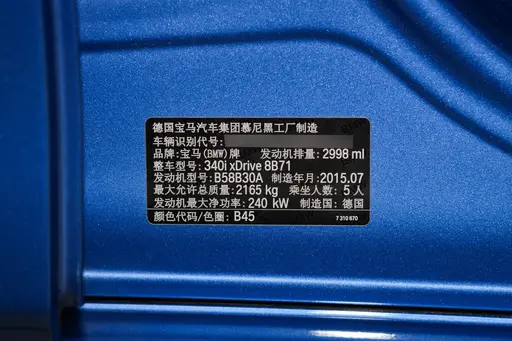 德国宝马汽车集团慕尼黑工厂制造
车辆识别代号:
品牌:宝马(BMW)牌 发动机排量:2998 ml
整车型号: 340i xDrive 8B71
发动机型号:B58B30A 制造年月:2015.07
最大允许总质量:2165 kg 乘坐人数:5人
发动机最大净功率:240 kW 制造国:德国
颜色代码/色圈:B45
7 310 670